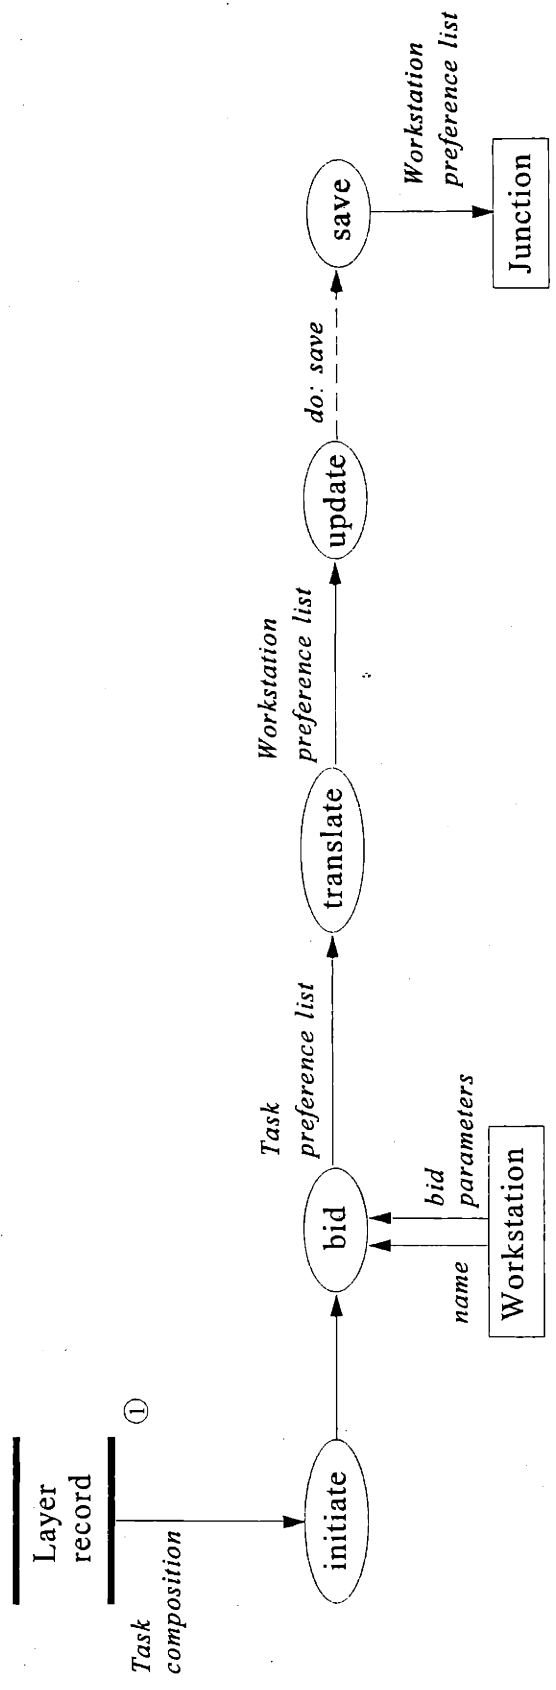 Layer
record
①
Task
composition
initiate
bid
name
bid
parameters
Workstation
Task
preference list
translate
Workstation
preference list
update
do: save
save
Workstation
preference list
Junction